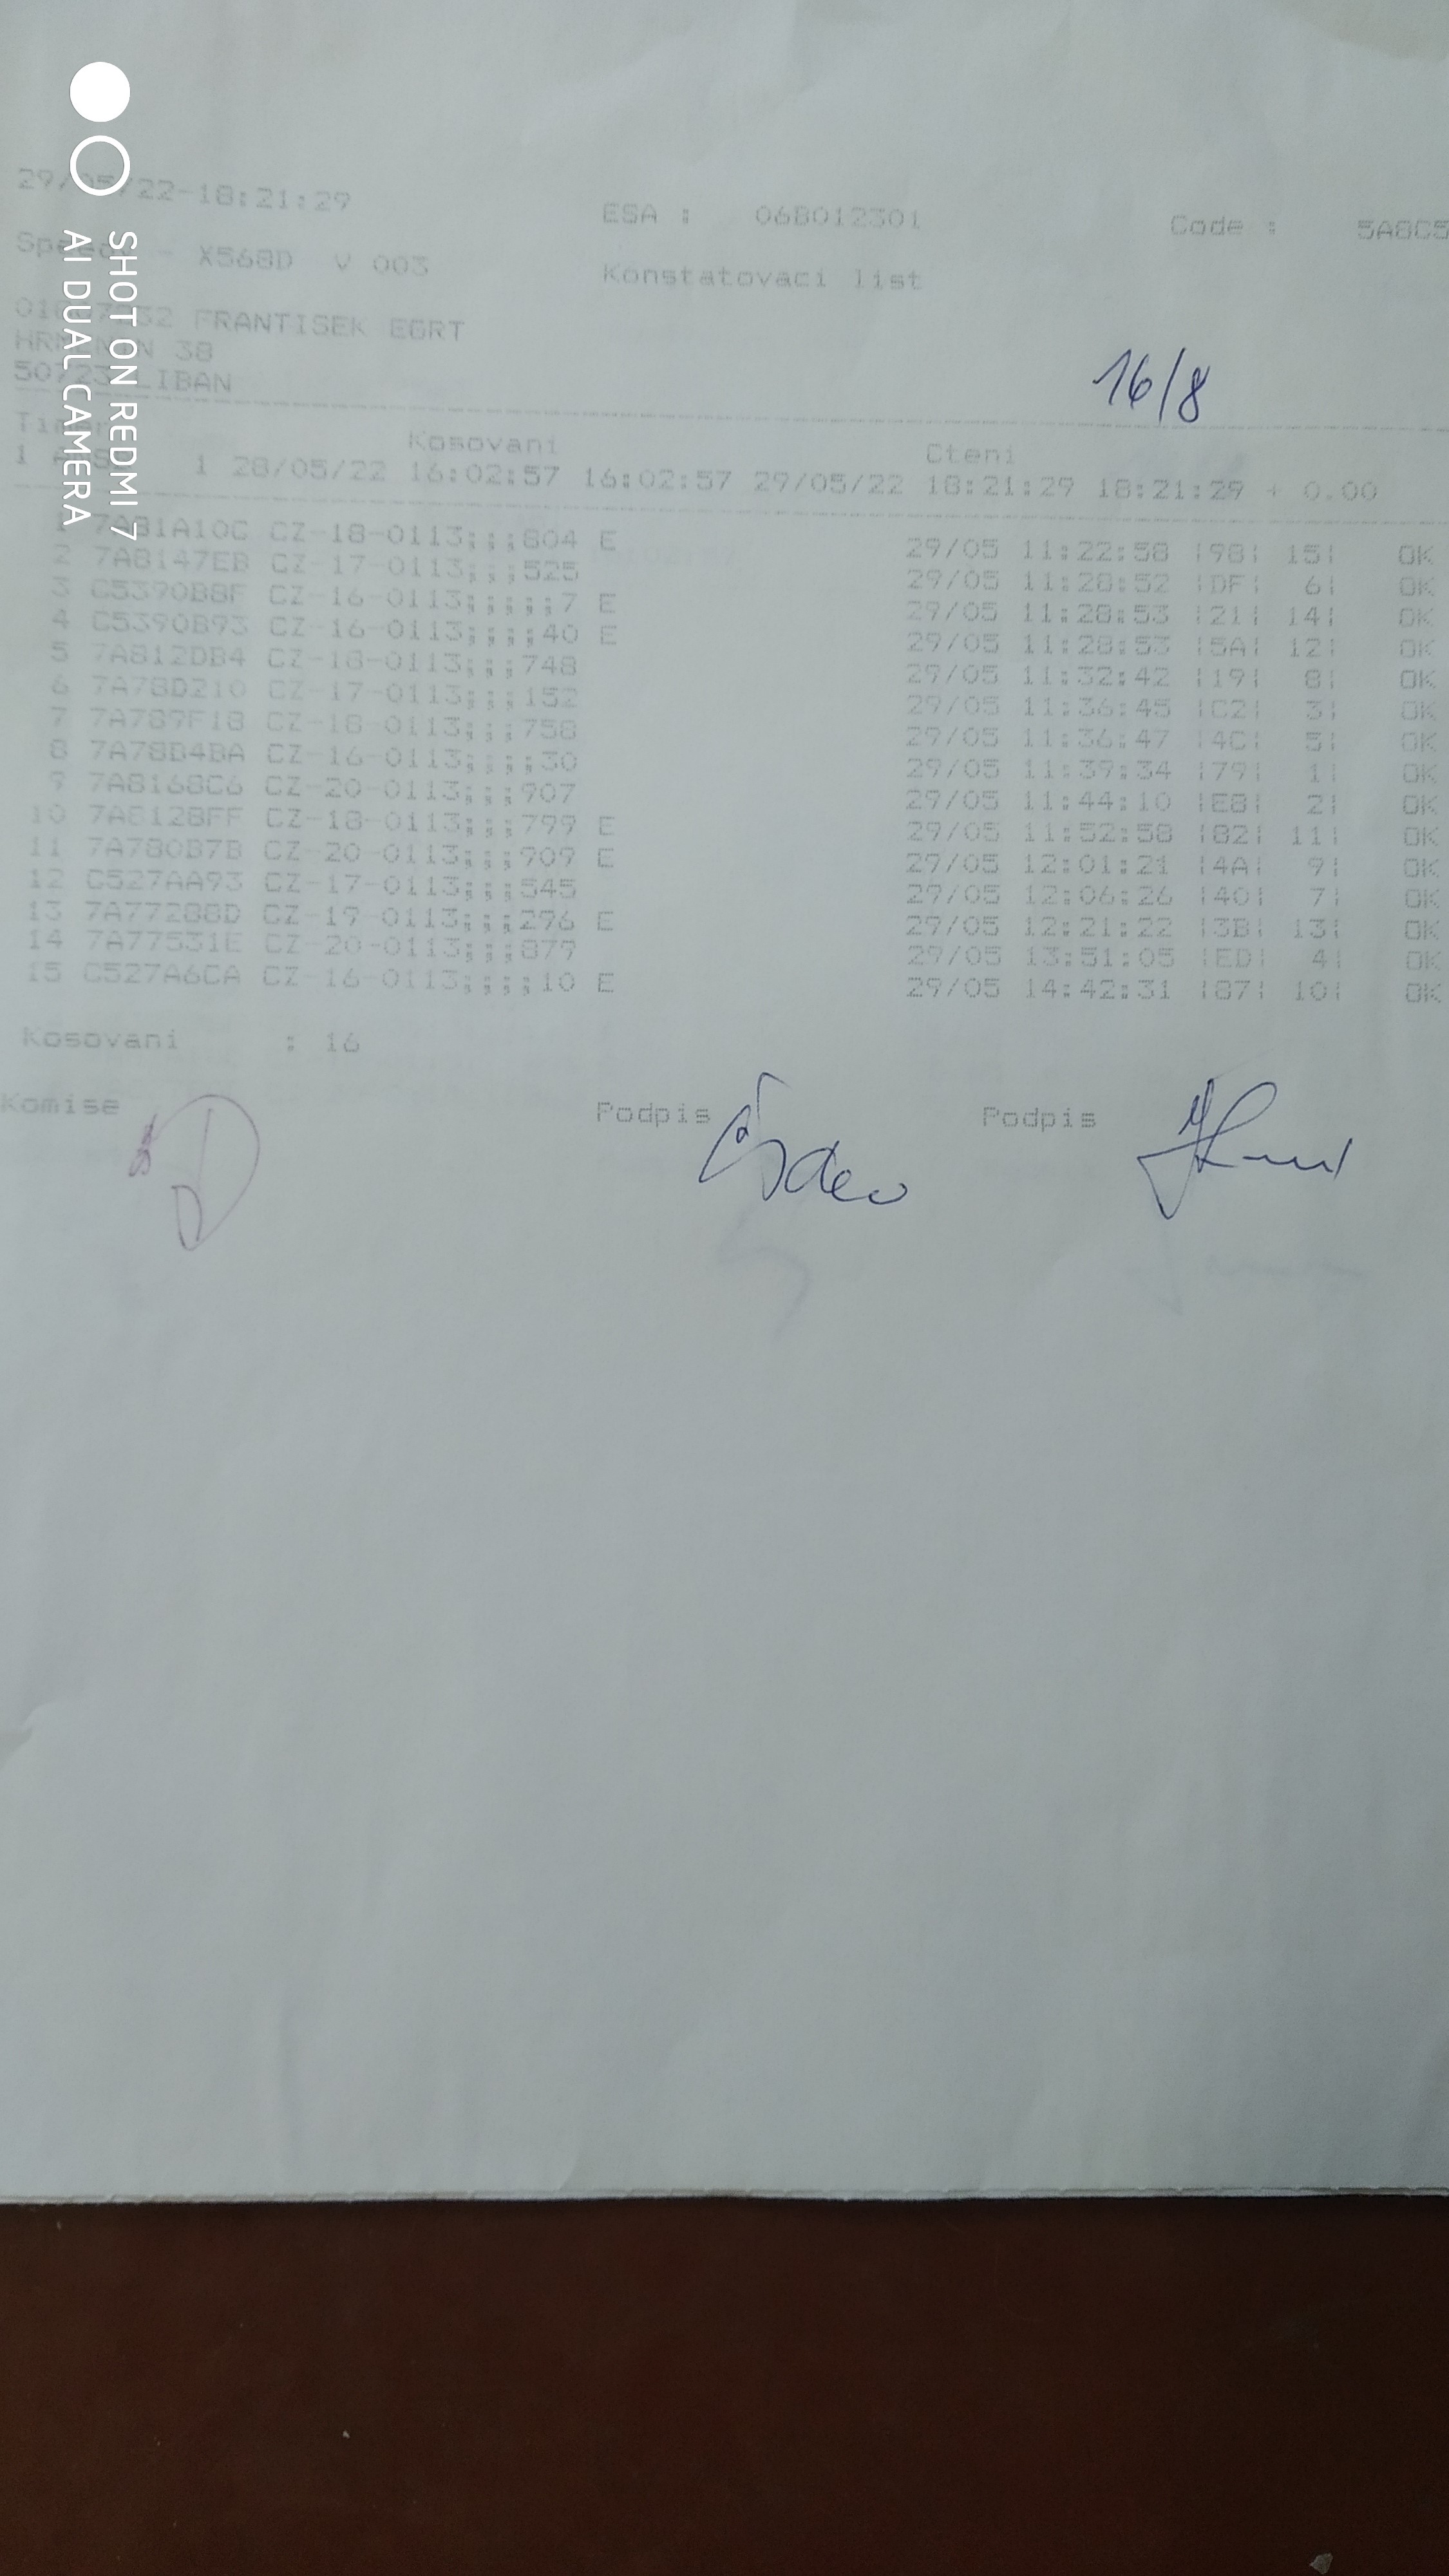 29/05/22-18:21:29 ESA : 06B012301 Code : 5A8C5
X568D V 003 Konstatovaci list
FRANTISEK EGRT
38
LIBAN
16/8
Kosovani Cteni
1 1 28/05/22 16:02:57 16:02:57 29/05/22 18:21:29 18:21:29 + 0.00
1 7A81A10C CZ-18-0113;;;804 E 29/05 11:22:58 |98| 15| OK
2 7A8147EB CZ-17-0113;;;525 29/05 11:28:52 |DF| 6| OK
3 C5390B8F CZ-16-0113;;;;;7 E 29/05 11:28:53 |21| 14| OK
4 C5390B93 CZ-16-0113;;;;40 E 29/05 11:28:53 |5A| 12| OK
5 7A812DB4 CZ-18-0113;;;748 29/05 11:32:42 |19| 8| OK
6 7A78D210 CZ-17-0113;;;152 29/05 11:36:45 |C2| 3| OK
7 7A789F18 CZ-18-0113;;;758 29/05 11:36:47 |4C| 5| OK
8 7A78B4BA CZ-16-0113;;;;30 29/05 11:39:34 |79| 1| OK
9 7A8168C6 CZ-20-0113;;;907 29/05 11:44:10 |E8| 2| OK
10 7A8128FF CZ-18-0113;;;799 E 29/05 11:52:58 |82| 11| OK
11 7A780B7B CZ-20-0113;;;909 E 29/05 12:01:21 |4A| 9| OK
12 C527AA93 CZ-17-0113;;;545 29/05 12:06:26 |40| 7| OK
13 7A77288D CZ-19-0113;;;296 E 29/05 12:21:22 |3B| 13| OK
14 7A77531E CZ-20-0113;;;879 29/05 13:51:05 |ED| 4| OK
15 C527A6CA CZ-16-0113;;;;10 E 29/05 14:42:31 |87| 10| OK
Kosovani : 16
Komise Podpis Podpis
SHOT ON REDMI 7
AI DUAL CAMERA